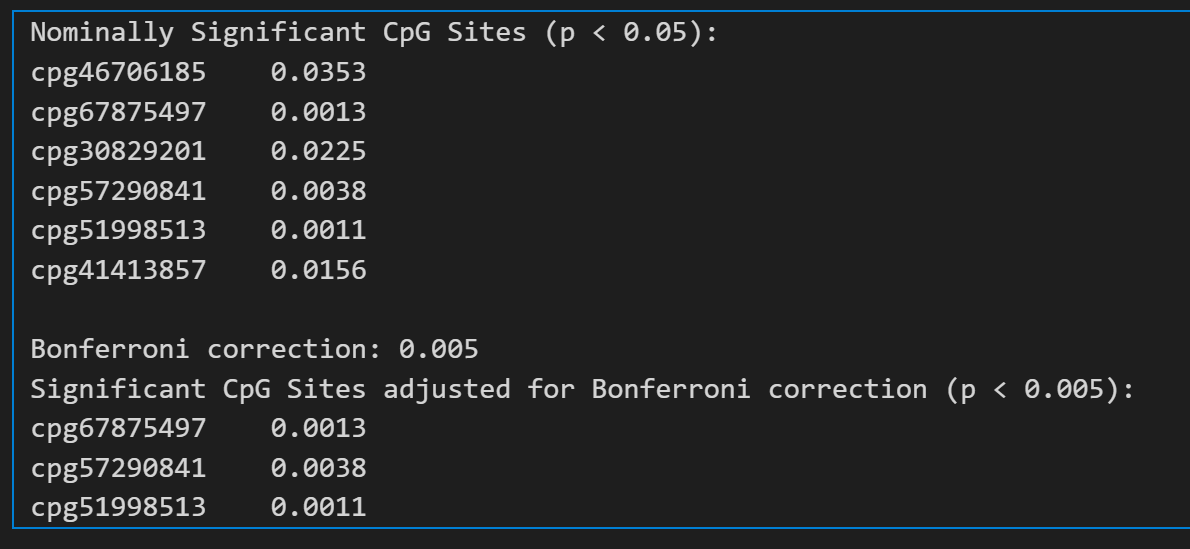 Nominally Significant CpG Sites (p < 0.05):
cpg46706185    0.0353
cpg67875497    0.0013
cpg30829201    0.0225
cpg57290841    0.0038
cpg51998513    0.0011
cpg41413857    0.0156
Bonferroni correction: 0.005
Significant CpG Sites adjusted for Bonferroni correction (p < 0.005):
cpg67875497    0.0013
cpg57290841    0.0038
cpg51998513    0.0011